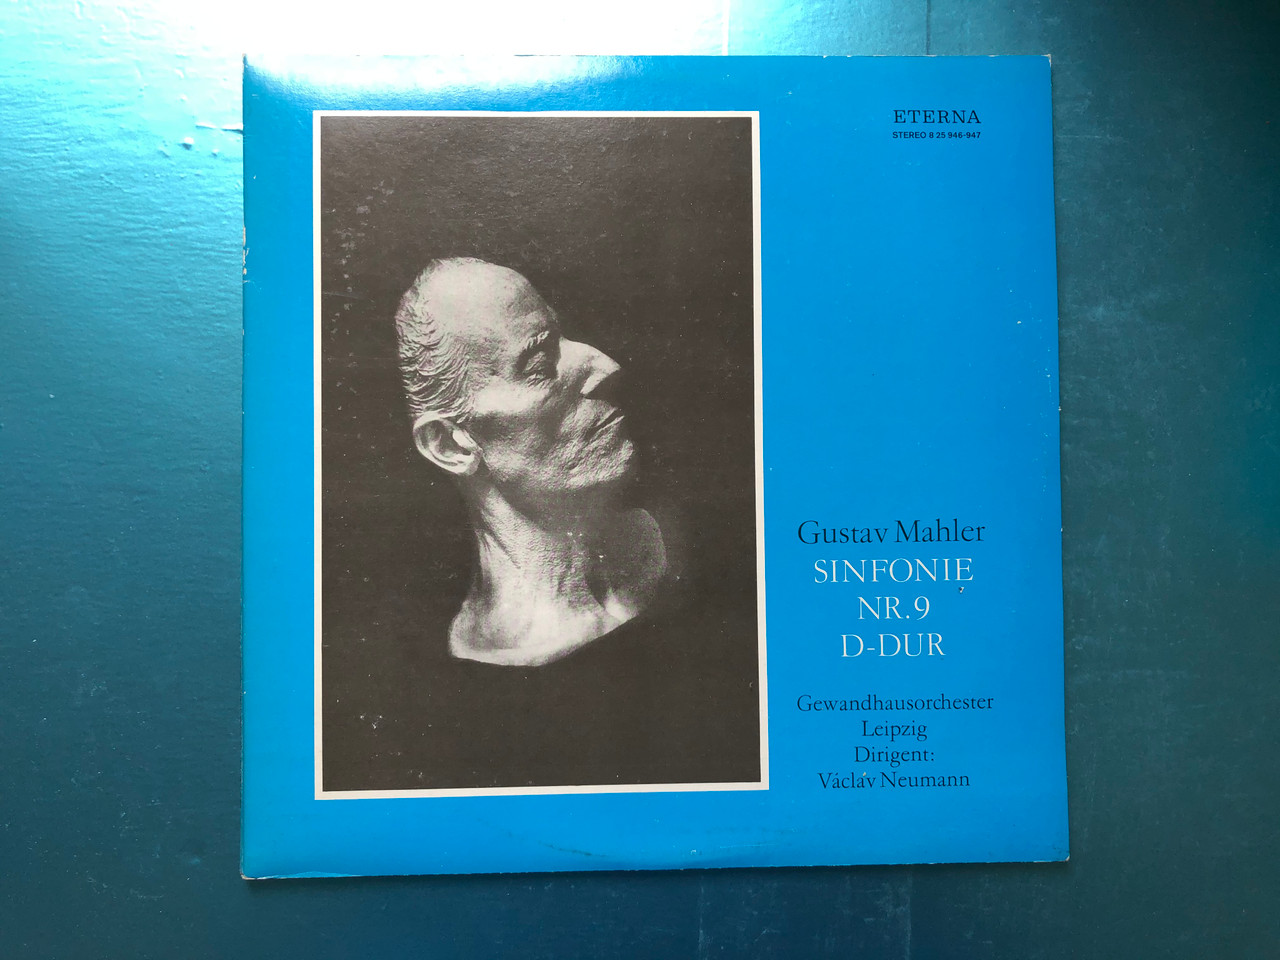 ETERNA
STEREO 8 25 946-947
Gustav Mahler
SINFONIE
NR. 9
D-DUR
Gewandhausorchester
Leipzig
Dirigent:
Václav Neumann